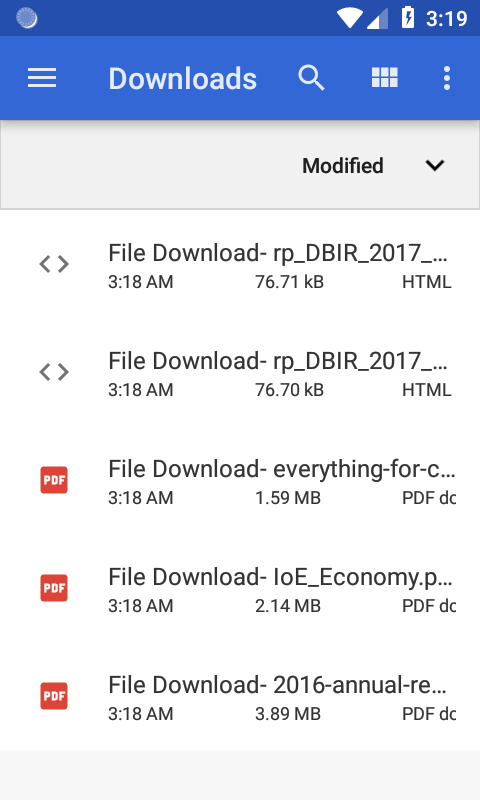 3:19
Downloads
Modified
File Download- rp_DBIR_2017_...
3:18 AM 76.71 kB HTML
File Download- rp_DBIR_2017_...
3:18 AM 76.70 kB HTML
PDF File Download- everything-for-c...
3:18 AM 1.59 MB PDF do
PDF File Download- IoE_Economy.p...
3:18 AM 2.14 MB PDF do
PDF File Download- 2016-annual-re...
3:18 AM 3.89 MB PDF do